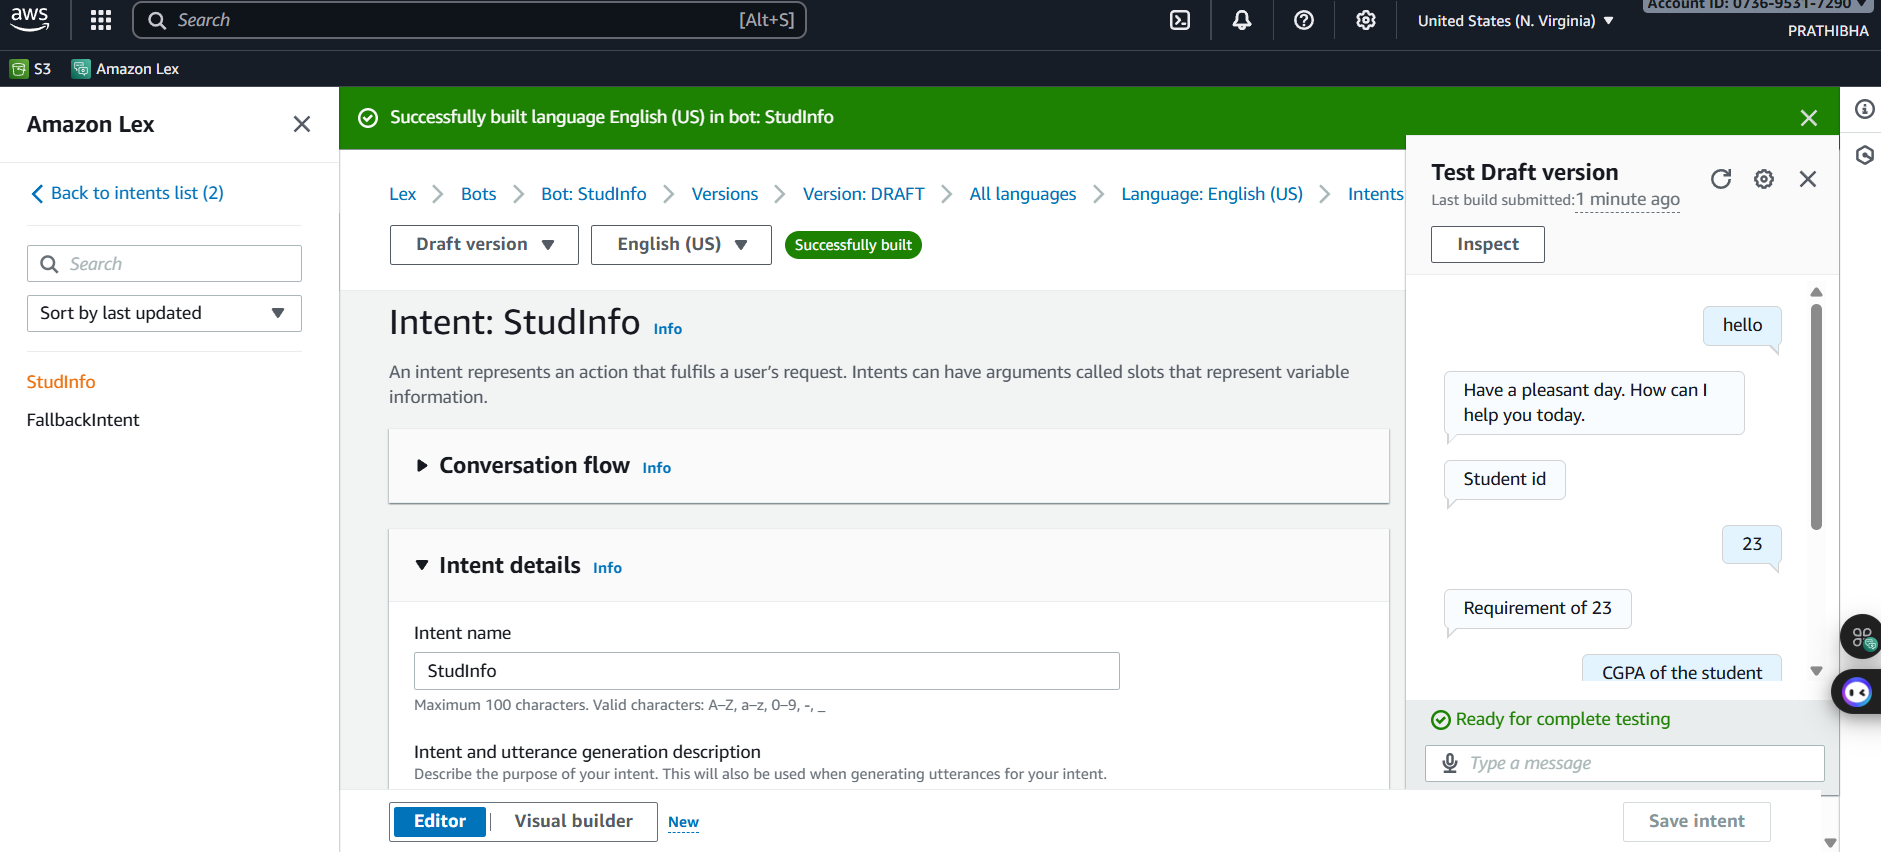 aws
Search
[Alt+S]
United States (N. Virginia)
Account ID: 0736-9531-7290
PRATHIBHA
S3
Amazon Lex
Amazon Lex
Back to intents list (2)
Search
Sort by last updated
StudInfo
FallbackIntent
Successfully built language English (US) in bot: StudInfo
Lex
Bots
Bot: StudInfo
Versions
Version: DRAFT
All languages
Language: English (US)
Intents
Draft version
English (US)
Successfully built
Intent: StudInfo Info
An intent represents an action that fulfils a user's request. Intents can have arguments called slots that represent variable
information.
Conversation flow Info
Intent details Info
Intent name
StudInfo
Maximum 100 characters. Valid characters: A–Z, a–z, 0–9, -, _
Intent and utterance generation description
Describe the purpose of your intent. This will also be used when generating utterances for your intent.
Editor
Visual builder
New
Save intent
Test Draft version
Last build submitted: 1 minute ago
Inspect
hello
Have a pleasant day. How can I
help you today.
Student id
23
Requirement of 23
CGPA of the student
Ready for complete testing
Type a message